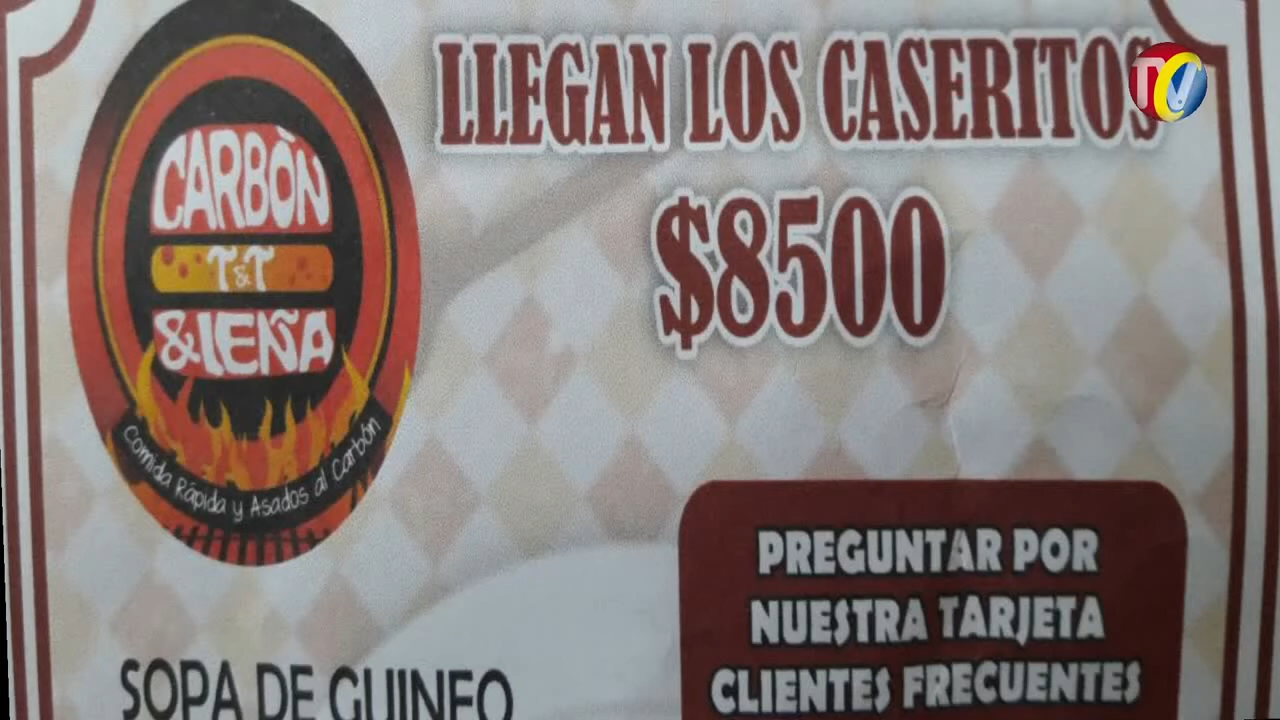 LLEGAN LOS CASERITOS
TV
$8500
CARBÒN
T&T
&lEÑA
Comida Rápida y Asados al Carbón
PREGUNTAR POR
NUESTRA TARJETA
CLIENTES FRECUENTES
SOPA DE GUINEO